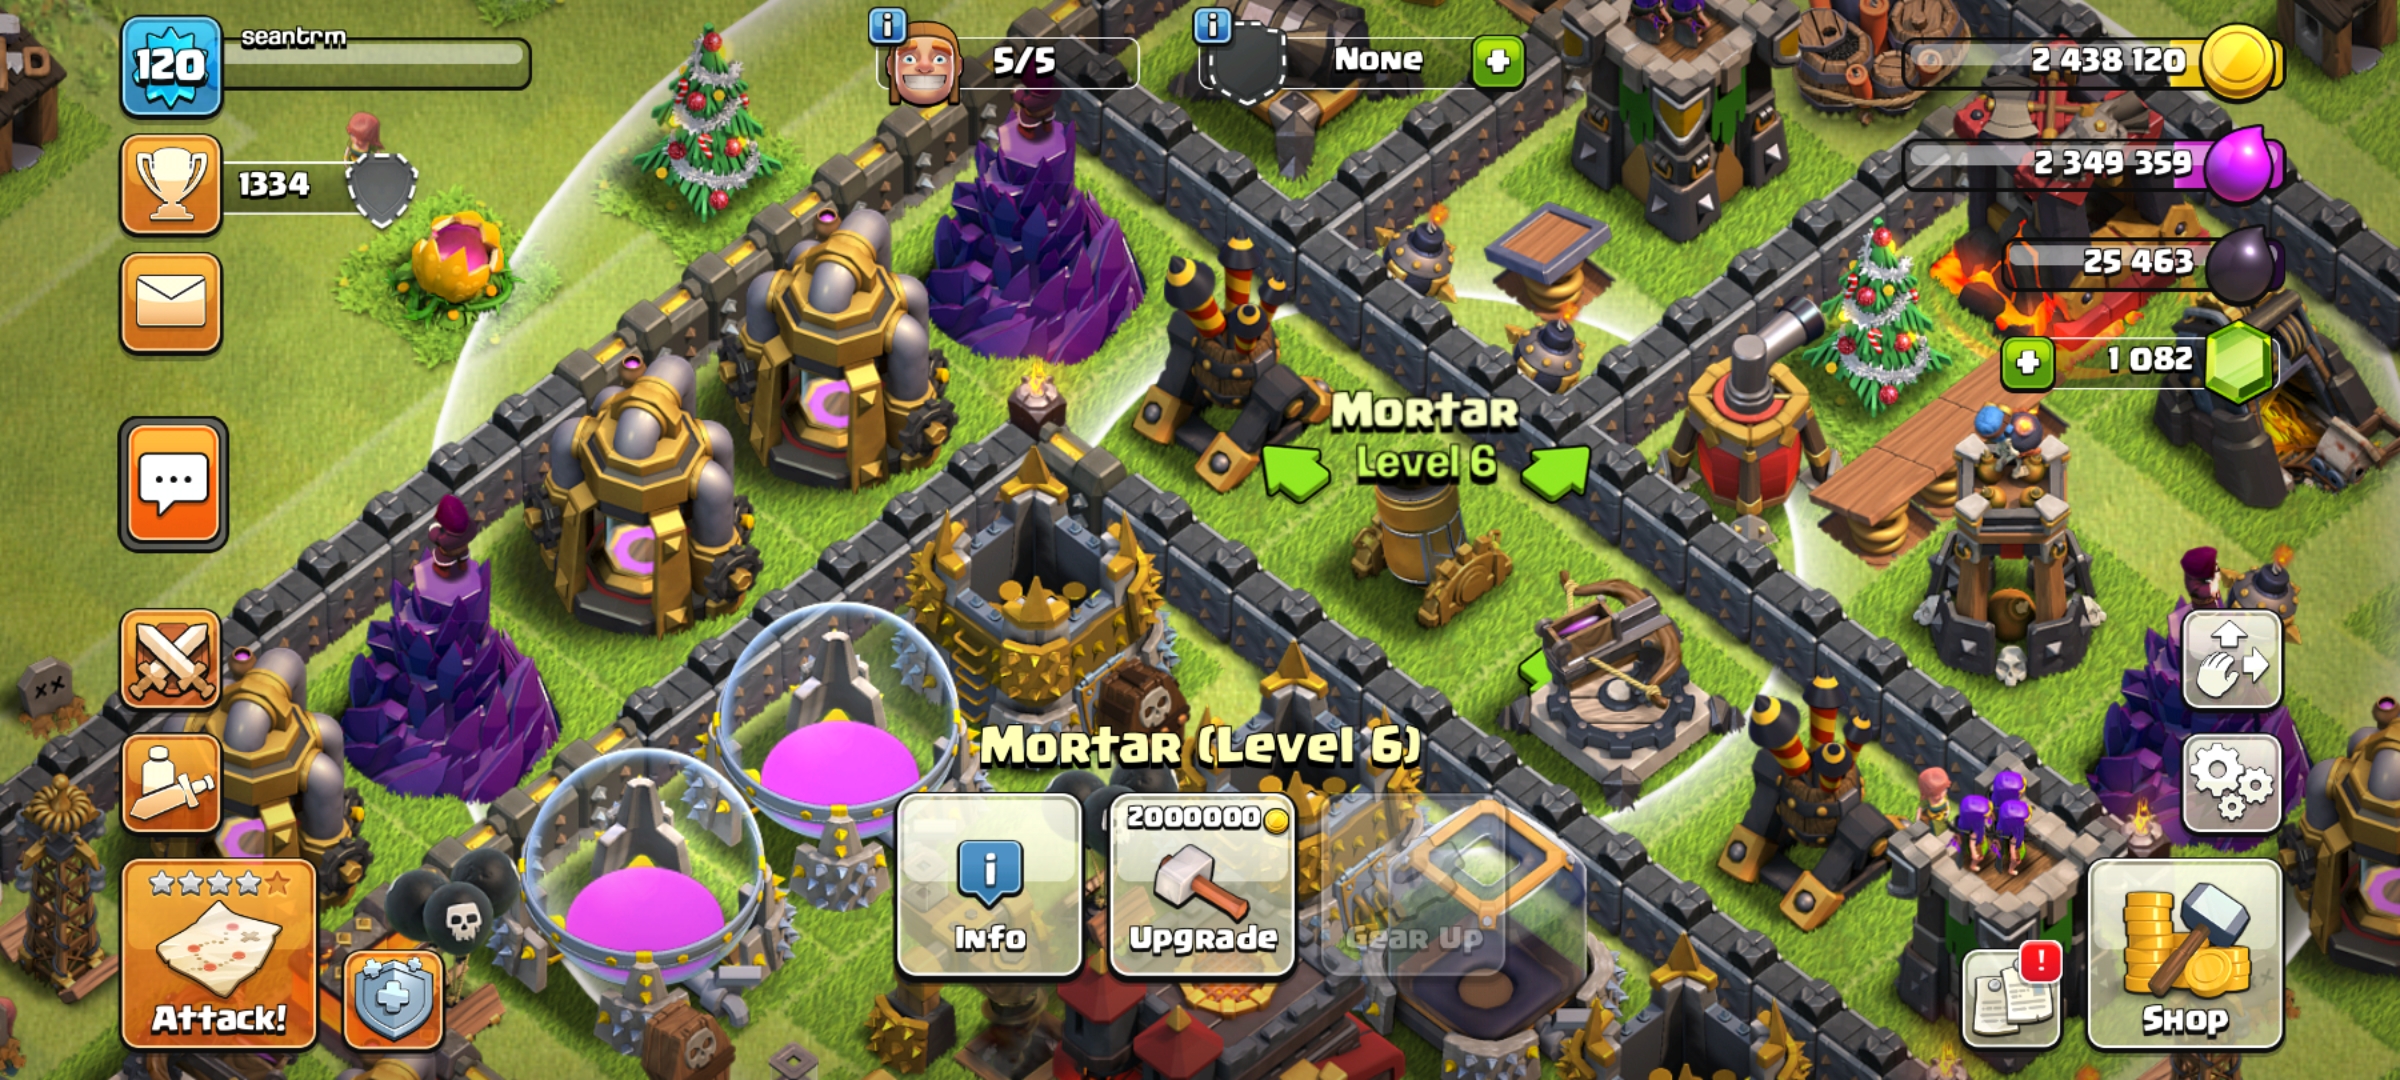 120
seantrm
5/5
None
2 438 120
1334
2 349 359
25 463
1 082
Mortar
Level 6
Mortar (Level 6)
2000000
Info
Upgrade
Gear Up
Attack!
!
Shop